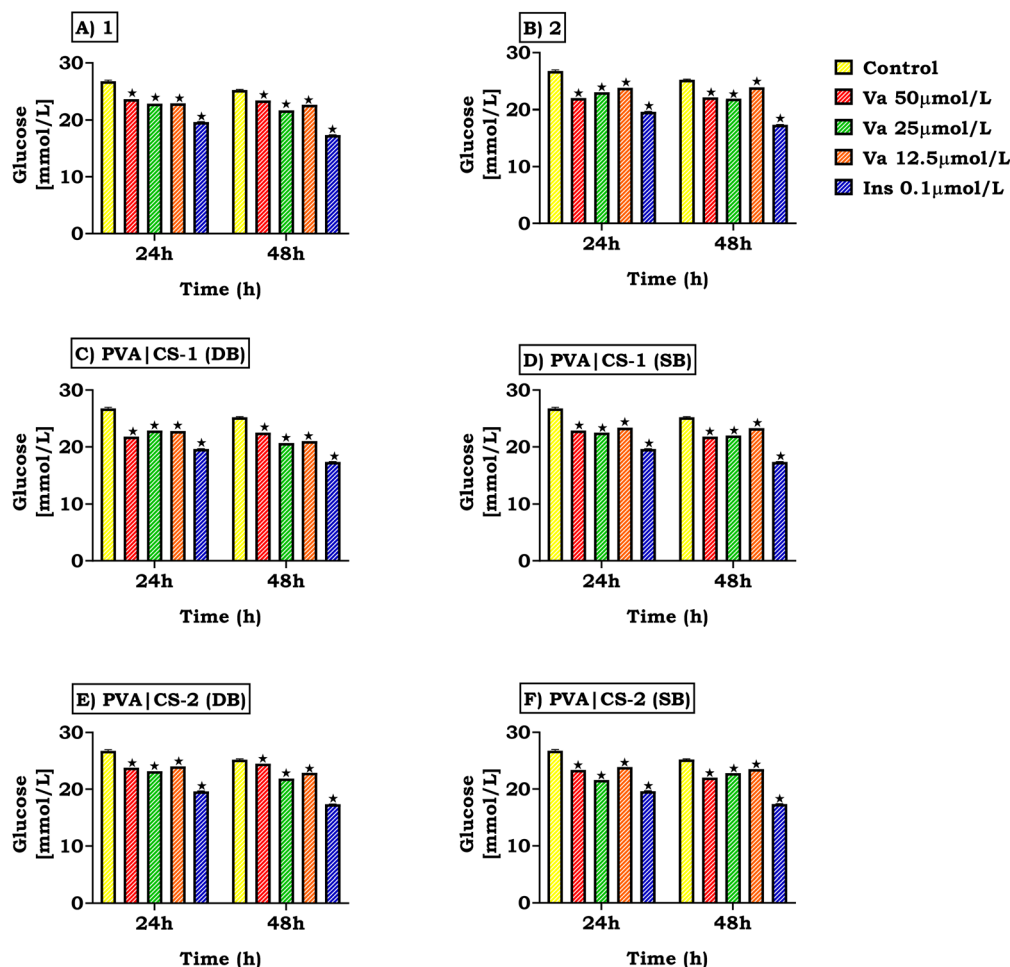 A) 1
30
20
10
0
Glucose
[mmol/L]
★ ★ ★ ★ ★ ★ ★ ★
24h 48h
Time (h)
B) 2
30
20
10
0
Glucose
[mmol/L]
★ ★ ★ ★ ★ ★ ★ ★
24h 48h
Time (h)
Control
Va 50μmol/L
Va 25μmol/L
Va 12.5μmol/L
Ins 0.1μmol/L
C) PVA|CS-1 (DB)
30
20
10
0
Glucose
[mmol/L]
★ ★ ★ ★ ★ ★ ★ ★
24h 48h
Time (h)
D) PVA|CS-1 (SB)
30
20
10
0
Glucose
[mmol/L]
★ ★ ★ ★ ★ ★ ★ ★
24h 48h
Time (h)
E) PVA|CS-2 (DB)
30
20
10
0
Glucose
[mmol/L]
★ ★ ★ ★ ★ ★ ★ ★
24h 48h
Time (h)
F) PVA|CS-2 (SB)
30
20
10
0
Glucose
[mmol/L]
★ ★ ★ ★ ★ ★ ★ ★
24h 48h
Time (h)